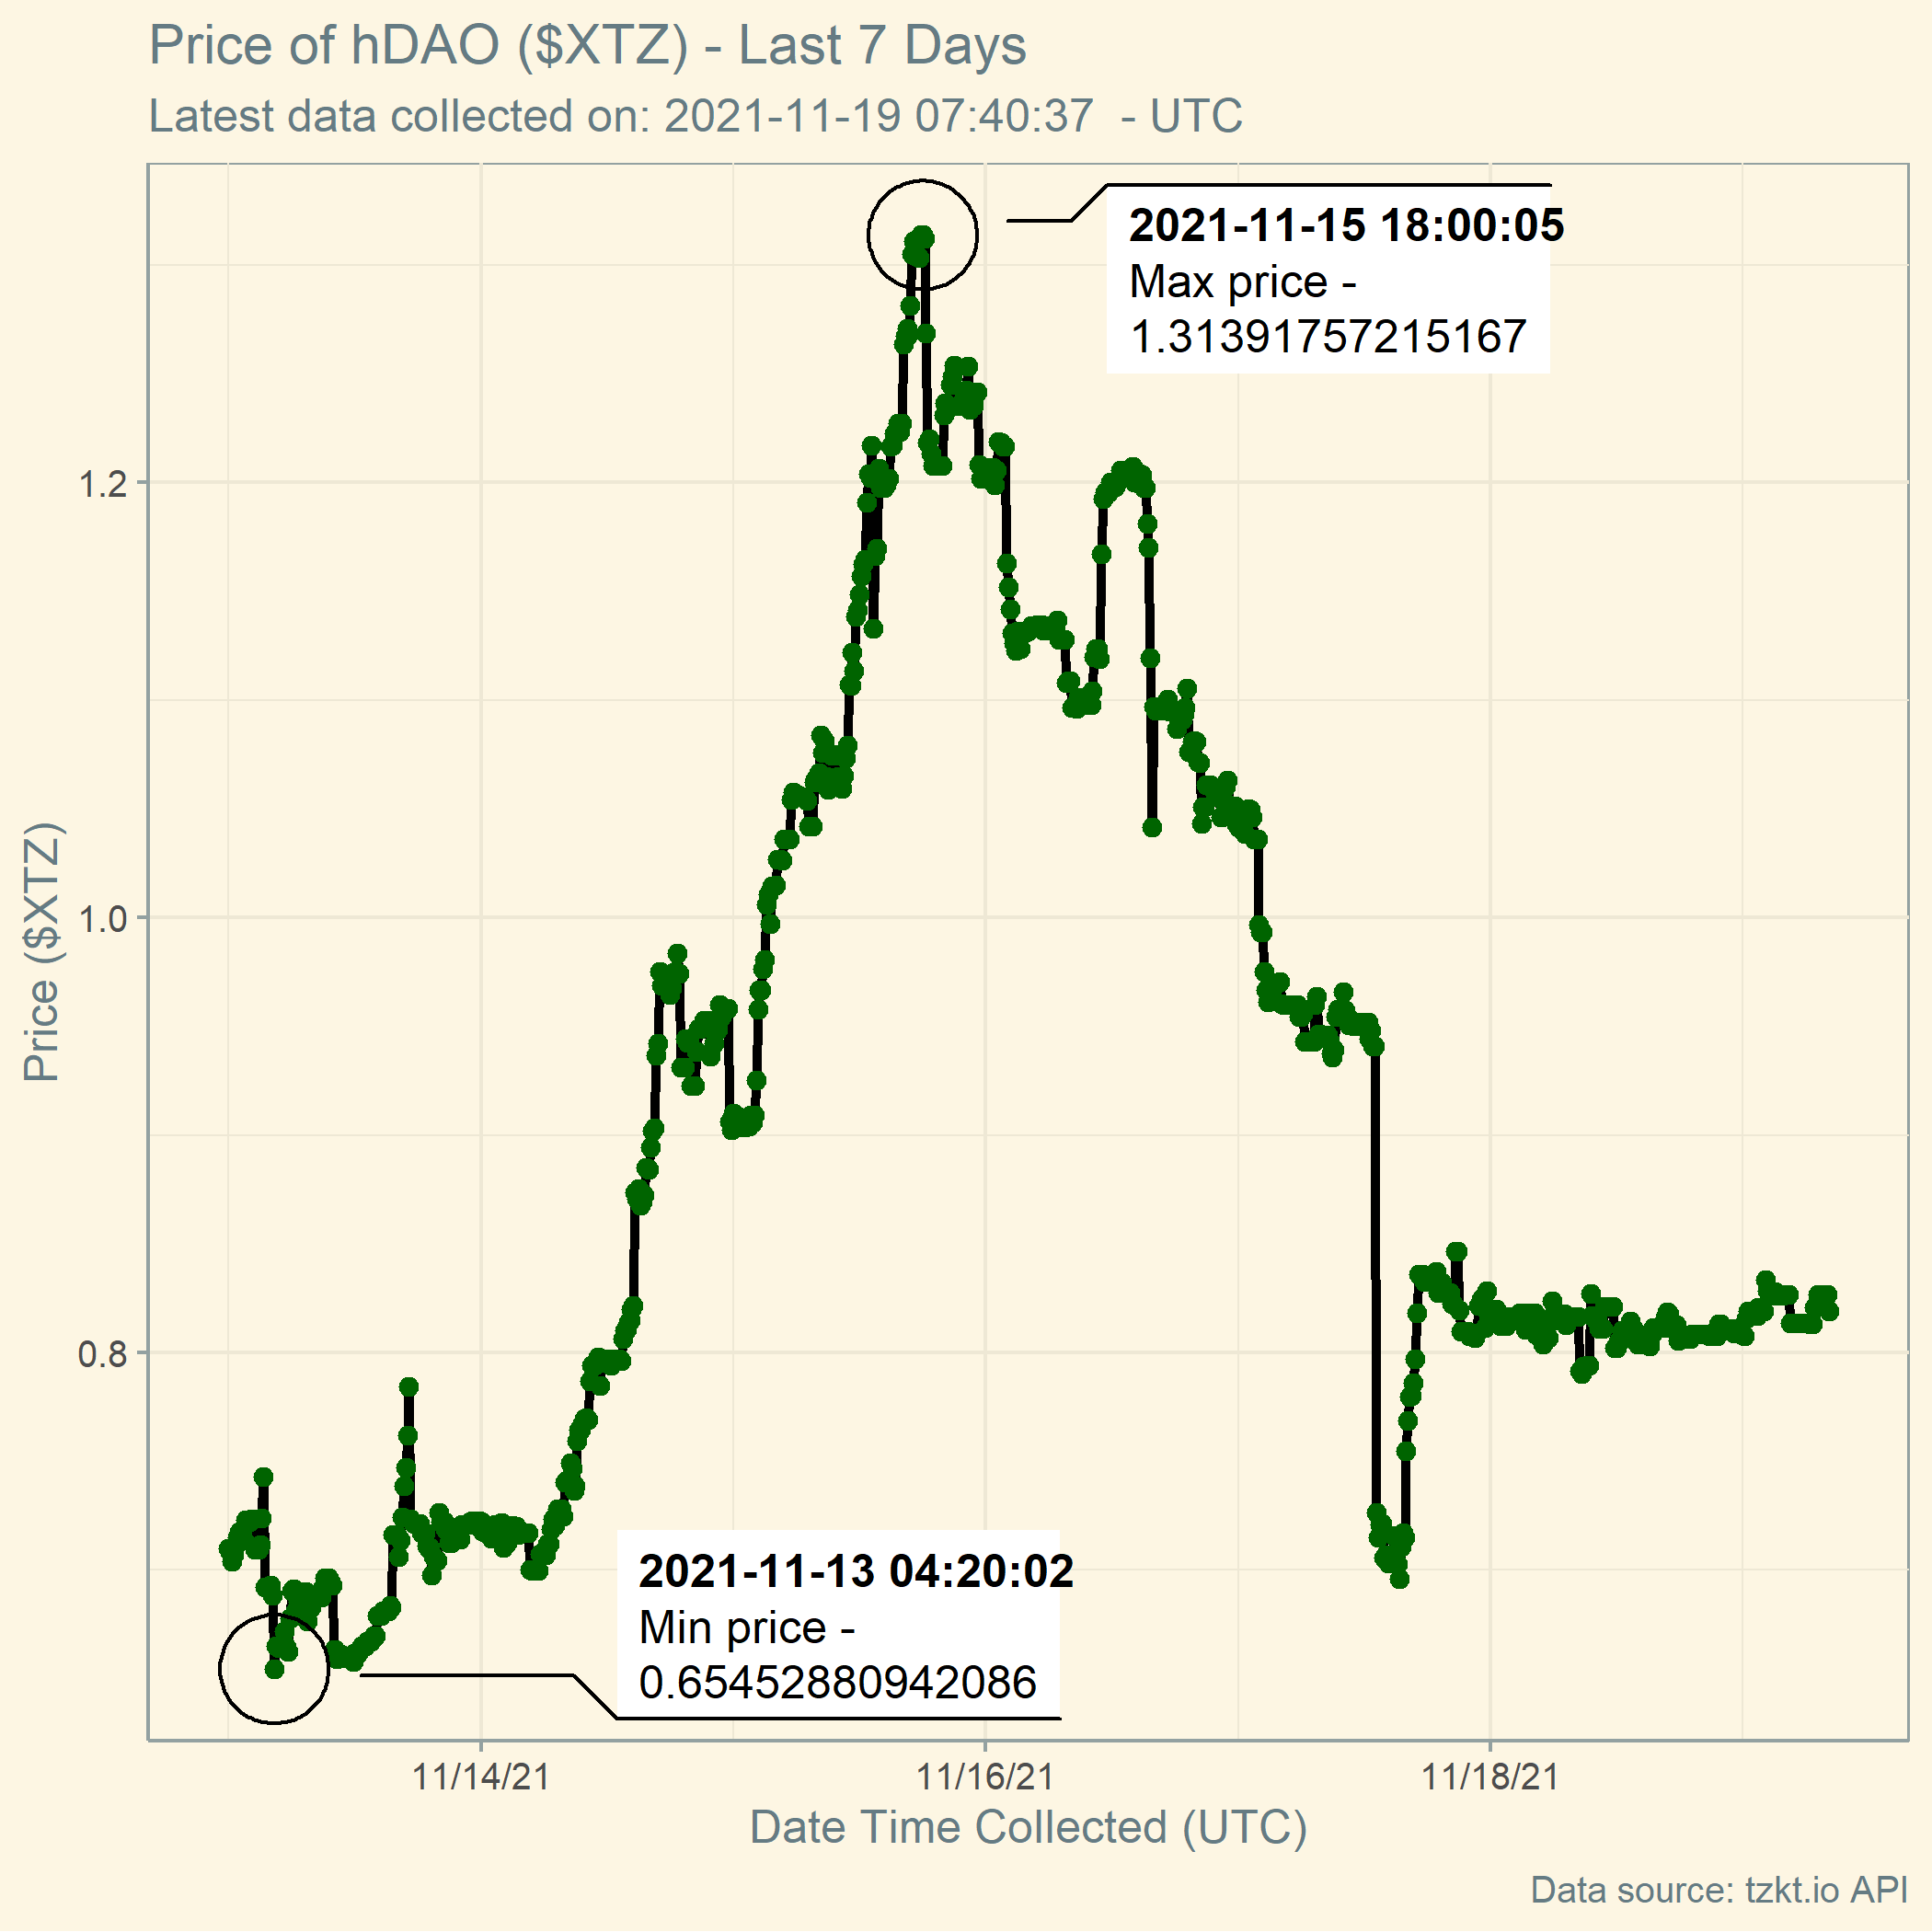 Price of hDAO ($XTZ) - Last 7 Days
Latest data collected on: 2021-11-19 07:40:37  - UTC
2021-11-15 18:00:05
Max price -
1.31391757215167
1.2
1.0
0.8
Price ($XTZ)
2021-11-13 04:20:02
Min price -
0.65452880942086
11/14/21
11/16/21
11/18/21
Date Time Collected (UTC)
Data source: tzkt.io API